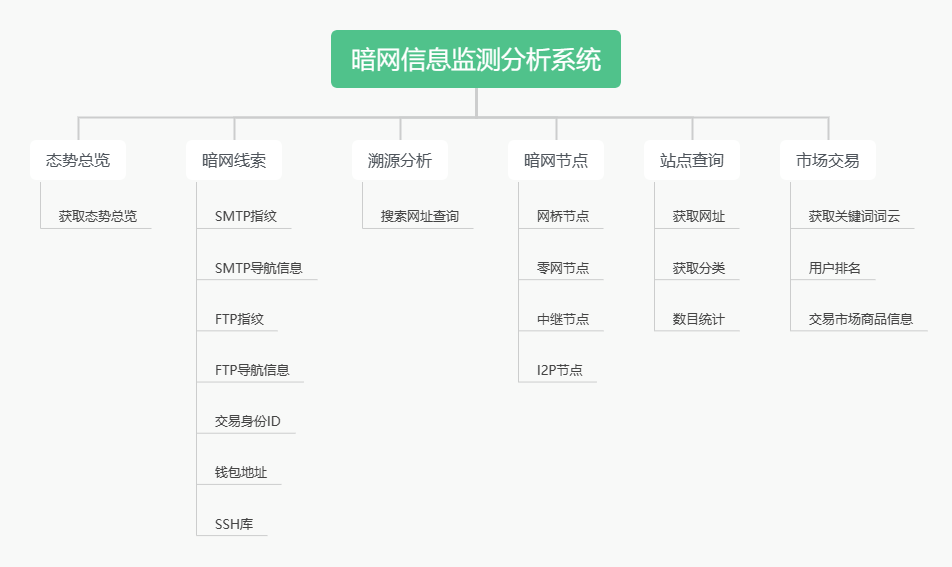 暗网信息监测分析系统
态势总览
获取态势总览
暗网线索
SMTP指纹
SMTP导航信息
FTP指纹
FTP导航信息
交易身份ID
钱包地址
SSH库
溯源分析
搜索网址查询
暗网节点
网桥节点
零网节点
中继节点
I2P节点
站点查询
获取网址
获取分类
数目统计
市场交易
获取关键词词云
用户排名
交易市场商品信息